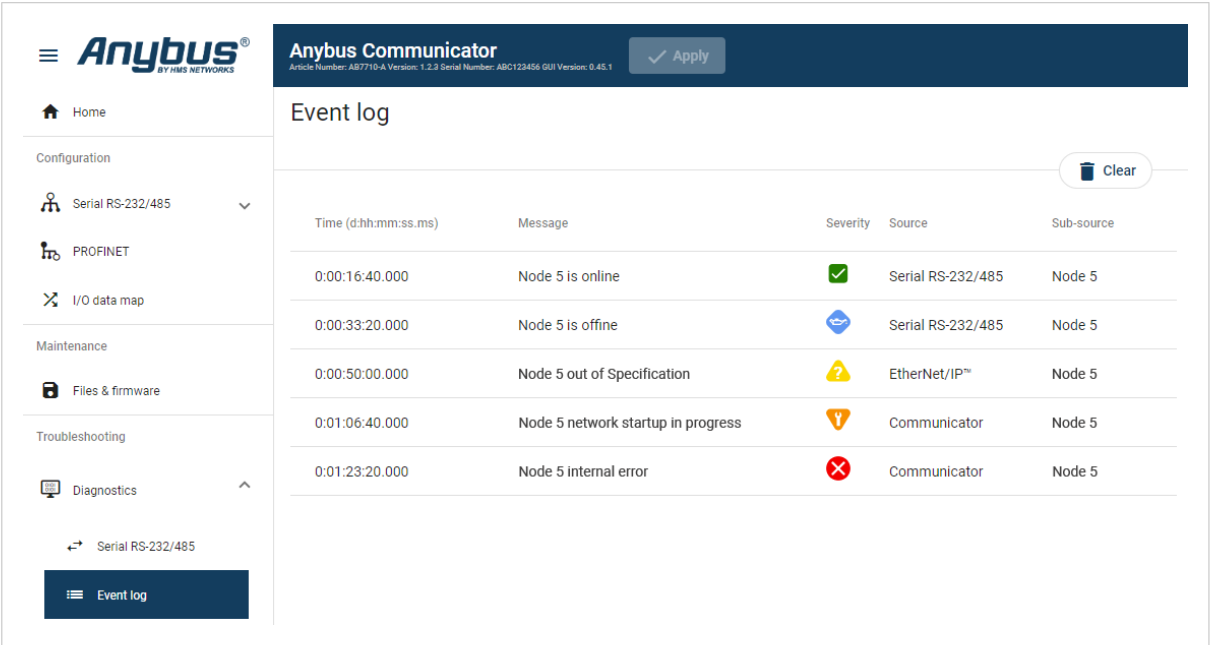 Anybus®
BY HMS NETWORKS
Anybus Communicator
Article Number: AB7710-A Version: 1.2.3 Serial Number: ABC123456 GUI Version: 0.45.1
Apply
Home
Configuration
Serial RS-232/485
PROFINET
I/O data map
Maintenance
Files & firmware
Troubleshooting
Diagnostics
Serial RS-232/485
Event log
Event log
Clear
Time (d:hh:mm:ss.ms) Message Severity Source Sub-source
0:00:16:40.000 Node 5 is online Serial RS-232/485 Node 5
0:00:33:20.000 Node 5 is offine Serial RS-232/485 Node 5
0:00:50:00.000 Node 5 out of Specification ? EtherNet/IP™ Node 5
0:01:06:40.000 Node 5 network startup in progress Communicator Node 5
0:01:23:20.000 Node 5 internal error Communicator Node 5